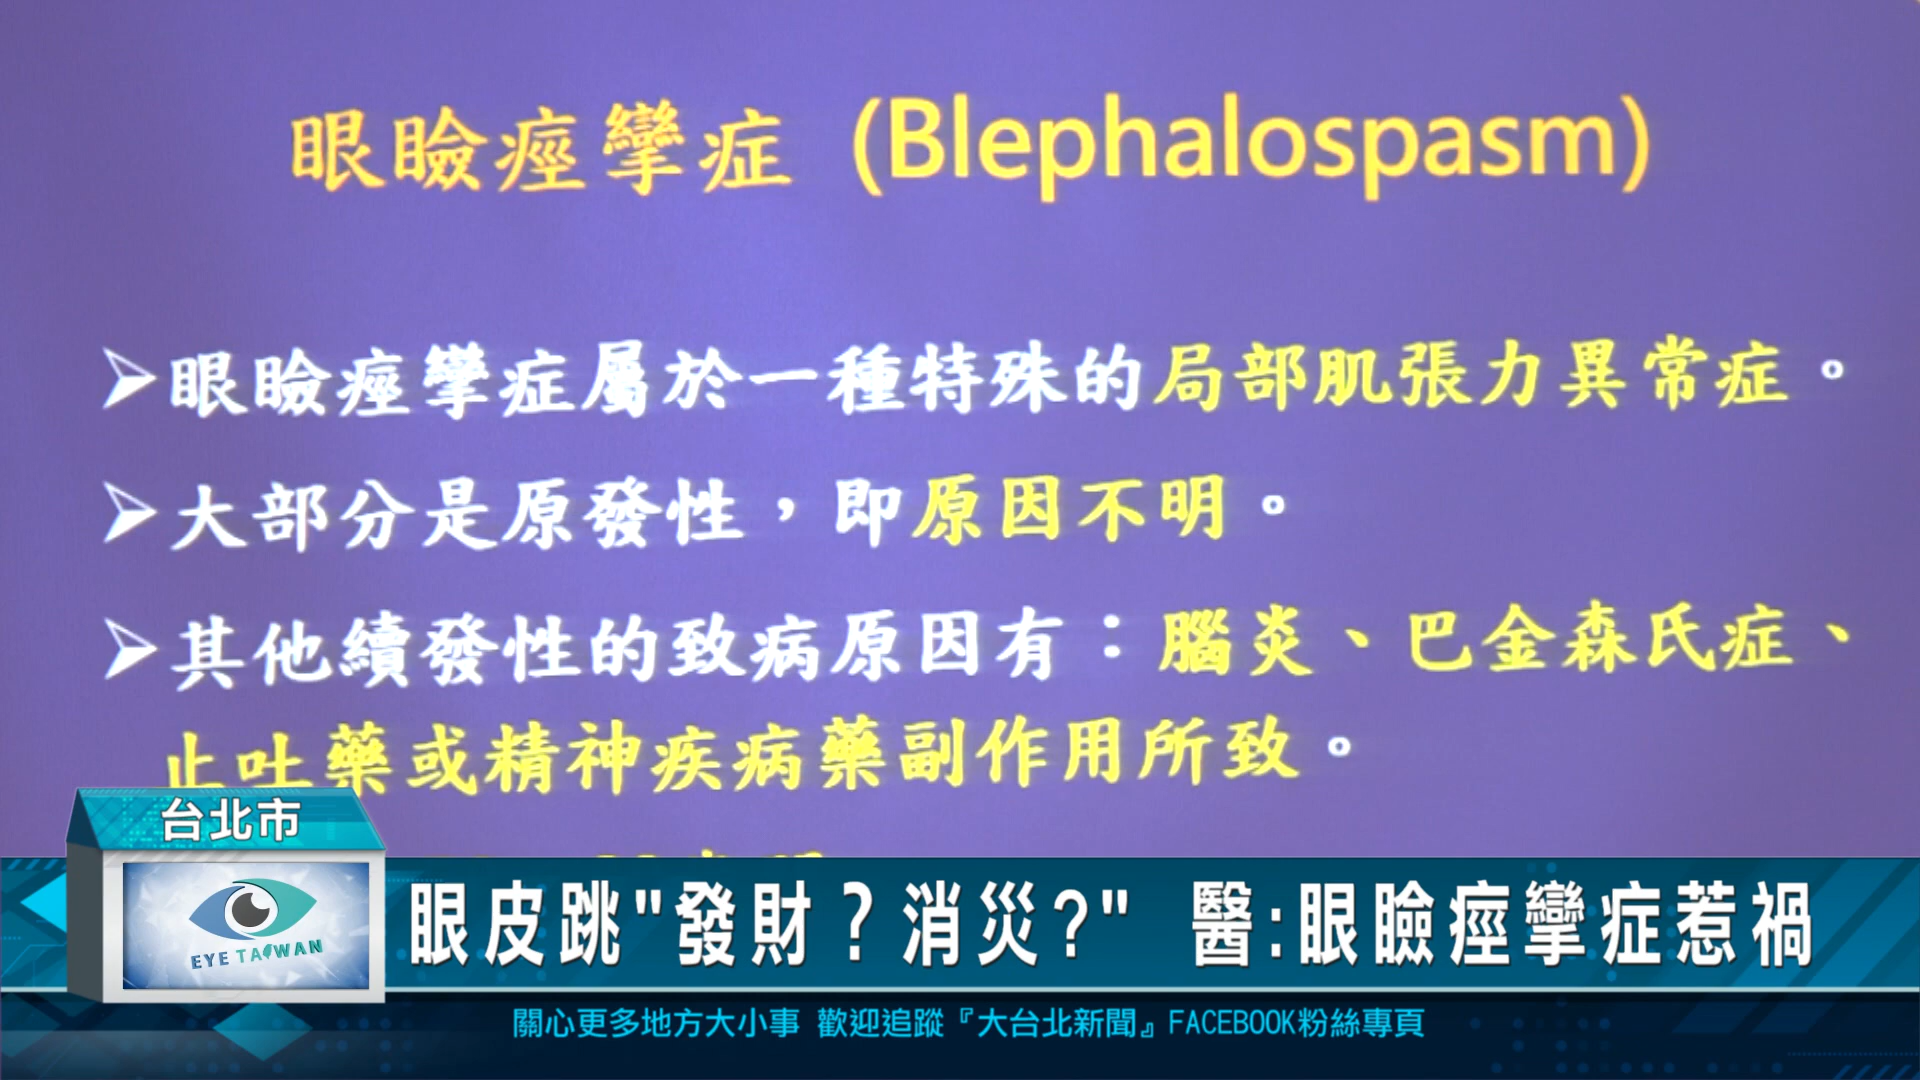 眼瞼痙攣症 (Blephalospasm)
➢眼瞼痙攣症屬於一種特殊的局部肌張力異常症。
➢大部分是原發性，即原因不明。
➢其他續發性的致病原因有：腦炎、巴金森氏症、
止吐藥或精神疾病藥副作用所致。
台北市
EYE TAIWAN
眼皮跳"發財？消災?" 醫:眼瞼痙攣症惹禍
關心更多地方大小事 歡迎追蹤『大台北新聞』FACEBOOK粉絲專頁